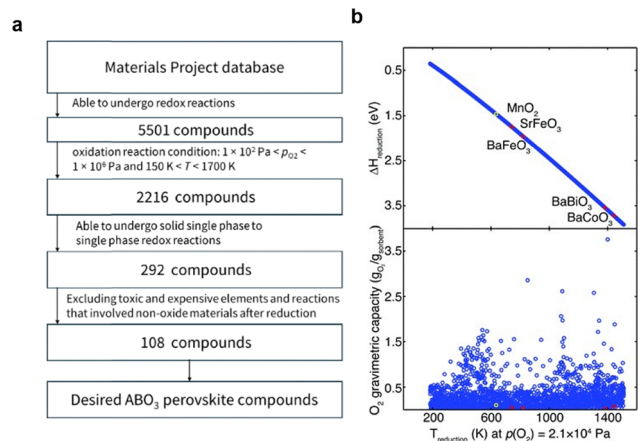 a
Materials Project database
Able to undergo redox reactions
5501 compounds
oxidation reaction condition: 1 × 10² Pa < pO₂ <
1 × 10⁶ Pa and 150 K < T < 1700 K
2216 compounds
Able to undergo solid single phase to
single phase redox reactions
292 compounds
Excluding toxic and expensive elements and reactions
that involved non-oxide materials after reduction
108 compounds
Desired ABO₃ perovskite compounds
b
ΔHreduction (eV)
0.5
1.5
2.5
3.5
MnO₂
SrFeO₃
BaFeO₃
BaBiO₃
BaCoO₃
O₂ gravimetric capacity (gO₂/gsorbent)
3.5
2.5
1.5
0.5
200 600 1000 1400
Treduction (K) at p(O₂) = 2.1×10⁴ Pa